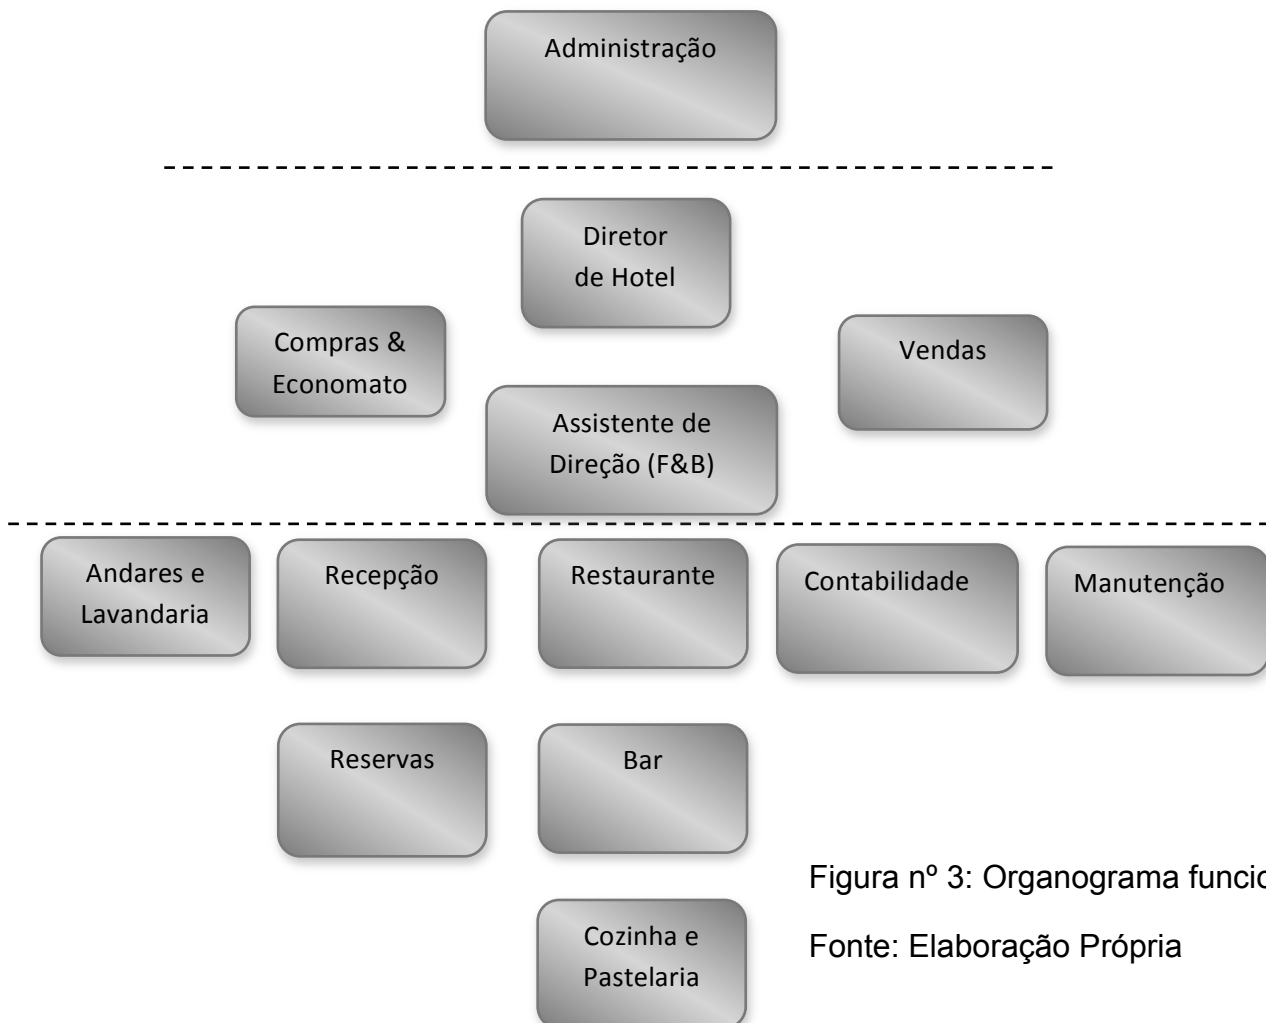 Administração
Diretor
de Hotel
Compras &
Economato
Vendas
Assistente de
Direção (F&B)
Andares e
Lavandaria
Recepção
Restaurante
Contabilidade
Manutenção
Reservas
Bar
Cozinha e
Pastelaria
Figura nº 3: Organograma
Fonte: Elaboração Própria